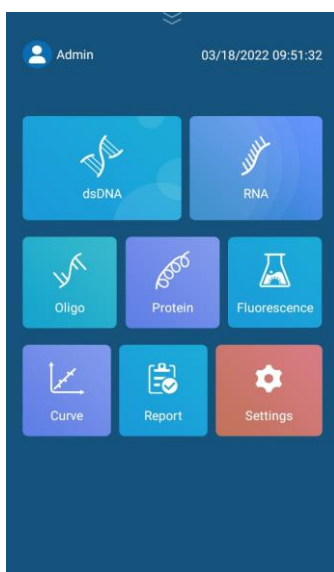 Admin 03/18/2022 09:51:32
dsDNA RNA
Oligo Protein Fluorescence
Curve Report Settings